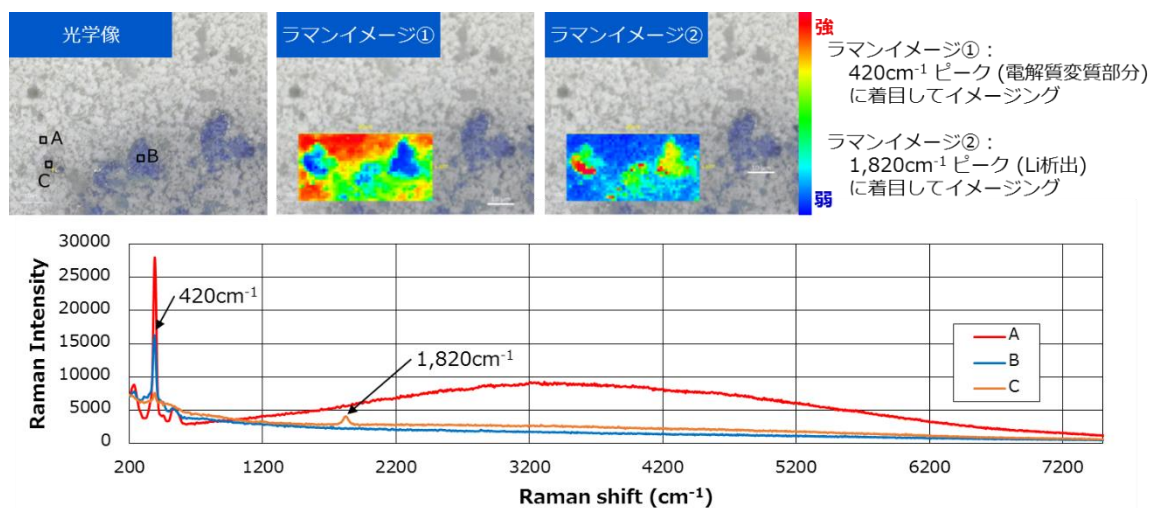 光学像
ラマンイメージ①
ラマンイメージ②
A
B
C
強
弱
ラマンイメージ①：
420cm⁻¹ ピーク (電解質変質部分)
に着目してイメージング
ラマンイメージ②：
1,820cm⁻¹ ピーク (Li析出)
に着目してイメージング
30000
25000
20000
15000
10000
5000
0
Raman Intensity
420cm⁻¹
1,820cm⁻¹
A
B
C
200
1200
2200
3200
4200
5200
6200
7200
Raman shift (cm⁻¹)